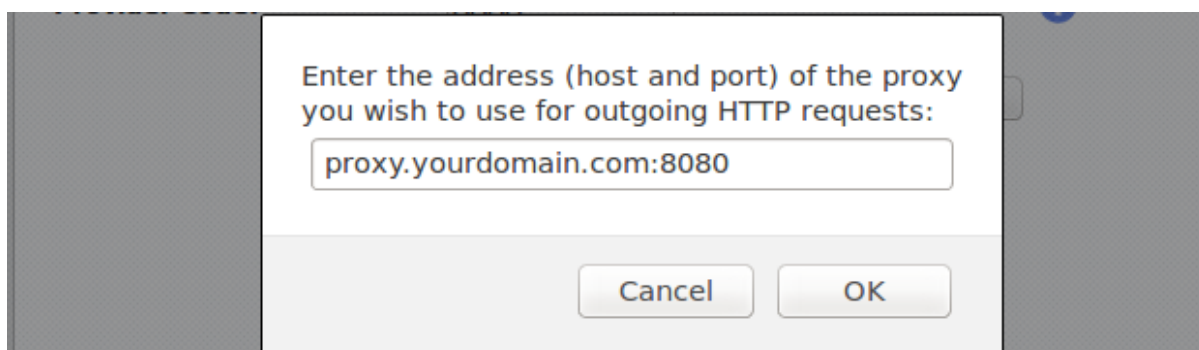 Enter the address (host and port) of the proxy
you wish to use for outgoing HTTP requests:
proxy.yourdomain.com:8080
Cancel OK